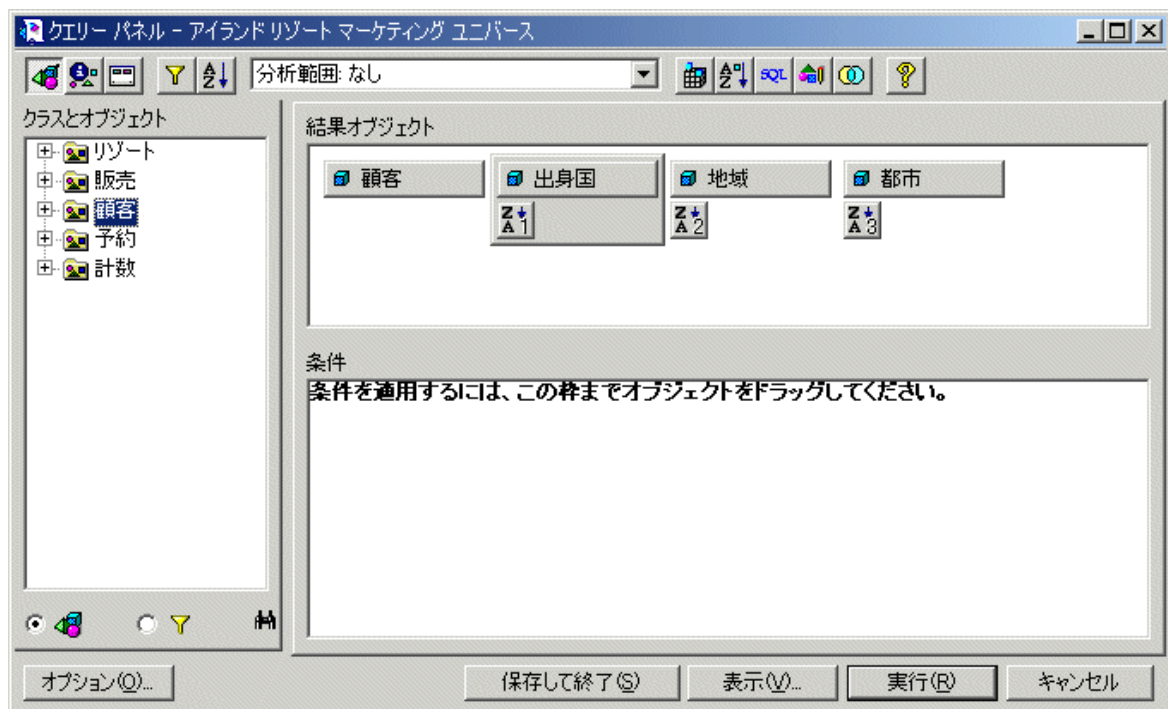 クエリー パネル - アイランド リゾート マーケティング ユニバース
分析範囲: なし
SQL
クラスとオブジェクト
リゾート
販売
顧客
予約
計数
結果オブジェクト
顧客
出身国
地域
都市
Z A 1
Z A 2
Z A 3
条件
条件を適用するには、この枠までオブジェクトをドラッグしてください。
オプション(O)...
保存して終了(S)
表示(V)...
実行(R)
キャンセル